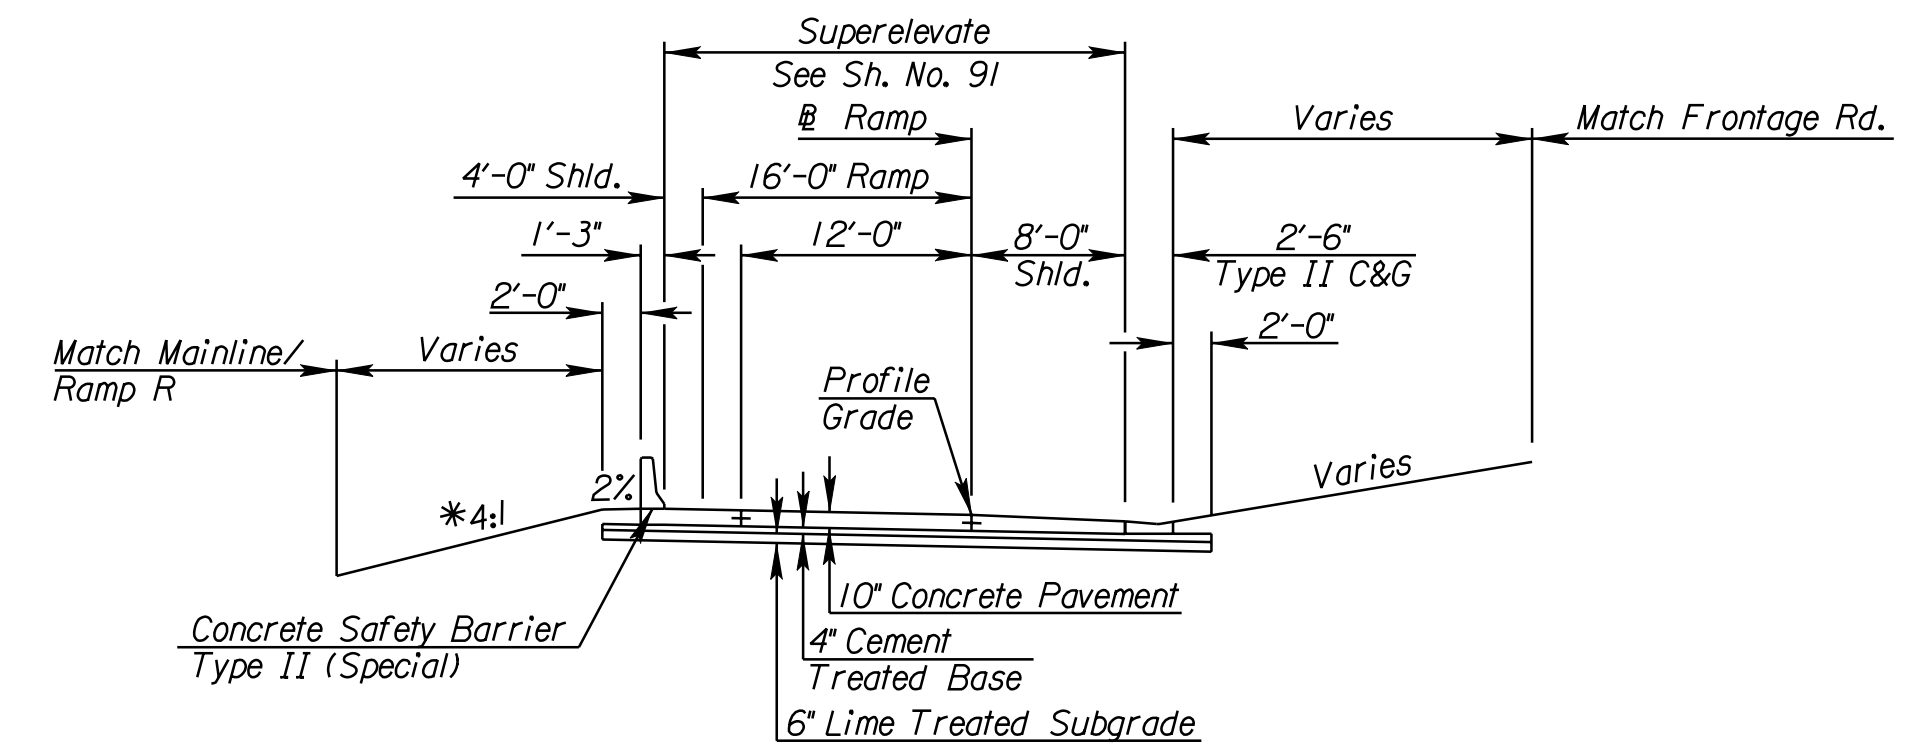 Superelevate
See Sh. No. 91
℄ Ramp
Varies
Match Frontage Rd.
4'-0" Shld.
16'-0" Ramp
1'-3"
12'-0"
8'-0"
Shld.
2'-6"
Type II C&G
2'-0"
2'-0"
Match Mainline/
Ramp R
Varies
Profile
Grade
2%
*4:1
Varies
10" Concrete Pavement
Concrete Safety Barrier
Type II (Special)
4" Cement
Treated Base
6" Lime Treated Subgrade